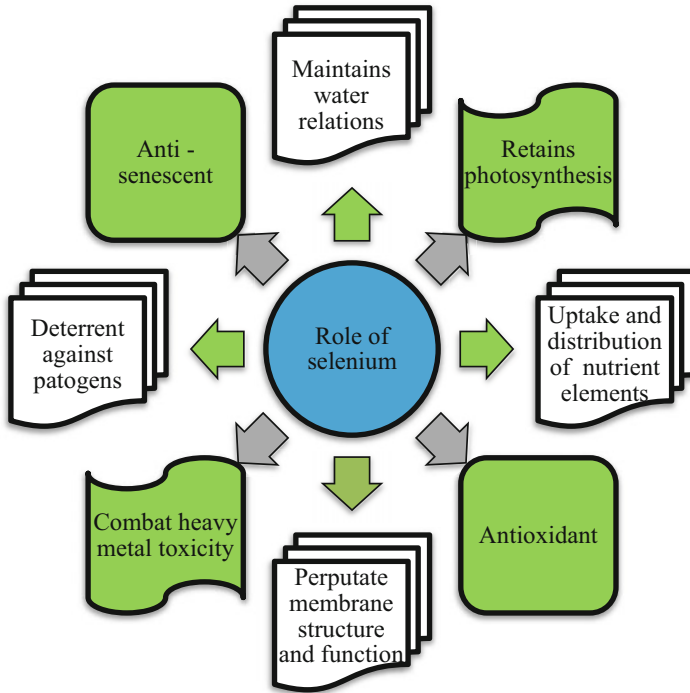 Maintains
water
relations
Anti -
senescent
Retains
photosynthesis
Deterrent
against
patogens
Role of
selenium
Uptake and
distribution
of nutrient
elements
Combat heavy
metal toxicity
Antioxidant
Perputate
membrane
structure
and function